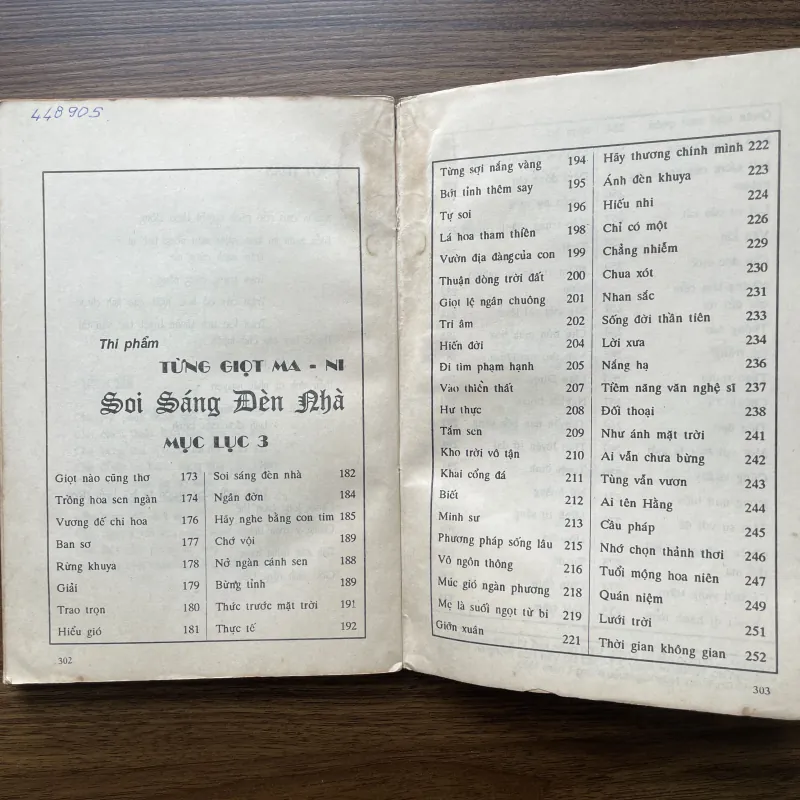 448905
Thi phẩm
TỪNG GIỌT MA - NI
Soi Sáng Đèn Nhà
MỤC LỤC 3
Giọt nào cũng thơ 173
Trồng hoa sen ngàn 174
Vương đế chi hoa 176
Ban sơ 177
Rừng khuya 178
Giải 179
Trao trọn 180
Hiểu gió 181
Soi sáng đèn nhà 182
Ngân đờn 184
Hãy nghe bằng con tim 185
Chớ vội 189
Nở ngàn cánh sen 188
Bừng tỉnh 189
Thức trước mặt trời 191
Thực tế 192
302
Từng sợi nắng vàng 194
Bứt tỉnh thêm say 195
Tự soi 196
Lá hoa tham thiền 198
Vườn địa đàng của con 199
Thuận dòng trời đất 200
Giọt lệ ngân chuông 201
Tri âm 202
Hiến đời 204
Đi tìm phạm hạnh 205
Vào thiền thất 207
Hư thực 208
Tắm sen 209
Kho trời vô tận 210
Khai cổng đá 211
Biết 212
Minh sư 213
Phương pháp sống lâu 215
Vô ngôn thông 216
Múc gió ngàn phương 218
Mẹ là suối ngọt từ bi 219
Giỡn xuân 221
Hãy thương chính mình 222
Ánh đèn khuya 223
Hiếu nhi 224
Chỉ có một 226
Chẳng nhiễm 229
Chua xót 230
Nhan sắc 231
Sống đời thần tiên 233
Lời xưa 234
Nắng hạ 236
Tiềm năng văn nghệ sĩ 237
Đối thoại 238
Như ánh mặt trời 241
Ai vẫn chưa bừng 242
Tùng vẫn vươn 243
Ai tên Hằng 244
Cầu pháp 245
Nhớ chọn thảnh thơi 246
Tuổi mộng hoa niên 247
Quán niệm 249
Lưới trời 251
Thời gian không gian 252
303